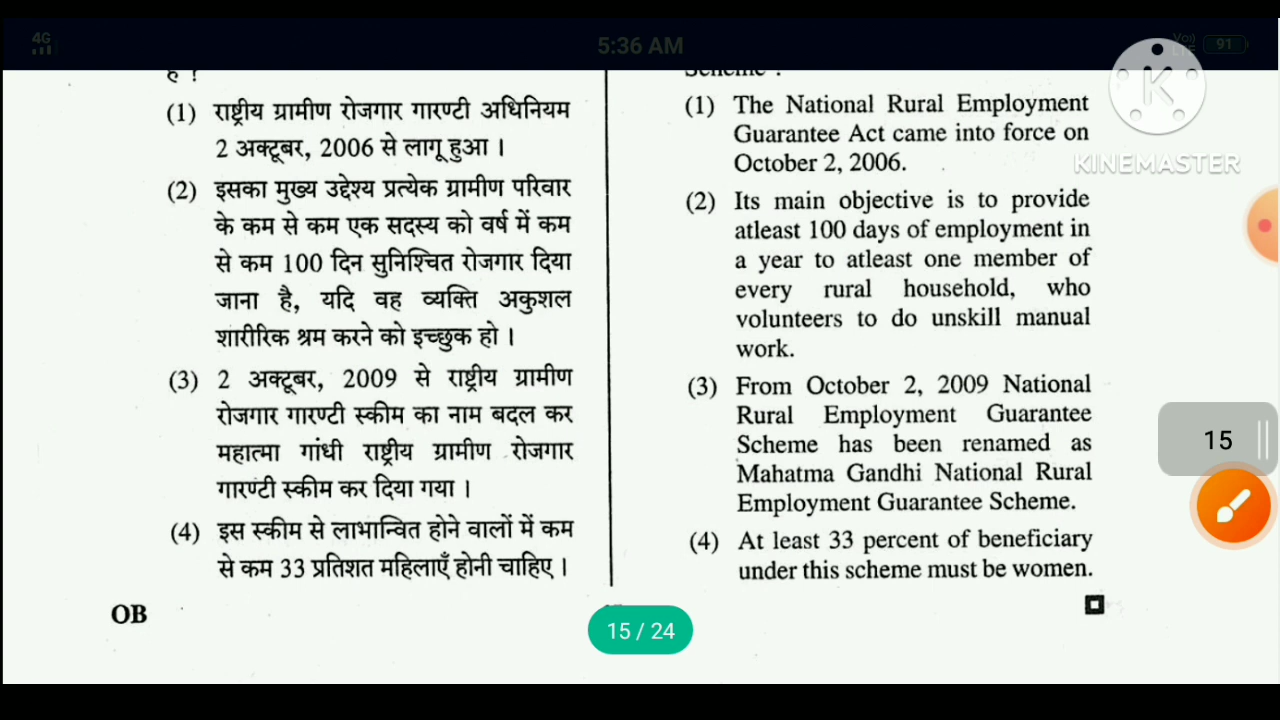 4G
5:36 AM
91
है ?
(1) राष्ट्रीय ग्रामीण रोजगार गारण्टी अधिनियम
2 अक्टूबर, 2006 से लागू हुआ ।
(2) इसका मुख्य उद्देश्य प्रत्येक ग्रामीण परिवार
के कम से कम एक सदस्य को वर्ष में कम
से कम 100 दिन सुनिश्चित रोजगार दिया
जाना है, यदि वह व्यक्ति अकुशल
शारीरिक श्रम करने को इच्छुक हो ।
(3) 2 अक्टूबर, 2009 से राष्ट्रीय ग्रामीण
रोजगार गारण्टी स्कीम का नाम बदल कर
महात्मा गांधी राष्ट्रीय ग्रामीण रोजगार
गारण्टी स्कीम कर दिया गया ।
(4) इस स्कीम से लाभान्वित होने वालों में कम
से कम 33 प्रतिशत महिलाएँ होनी चाहिए ।
OB
Scheme ?
(1) The National Rural Employment
Guarantee Act came into force on
October 2, 2006.
(2) Its main objective is to provide
atleast 100 days of employment in
a year to atleast one member of
every rural household, who
volunteers to do unskill manual
work.
(3) From October 2, 2009 National
Rural Employment Guarantee
Scheme has been renamed as
Mahatma Gandhi National Rural
Employment Guarantee Scheme.
(4) At least 33 percent of beneficiary
under this scheme must be women.
K
KINEMASTER
15
15 / 24